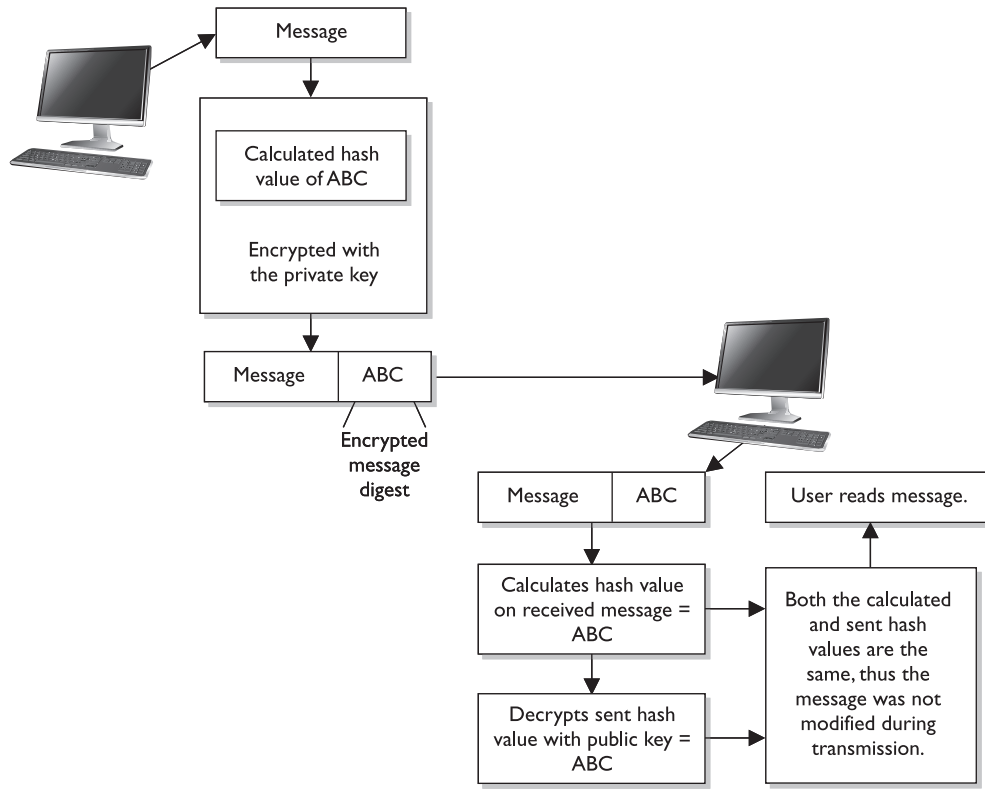 Message
Calculated hash
value of ABC
Encrypted with
the private key
Message ABC
Encrypted
message
digest
Message ABC
User reads message.
Calculates hash value
on received message =
ABC
Decrypts sent hash
value with public key =
ABC
Both the calculated
and sent hash
values are the
same, thus the
message was not
modified during
transmission.